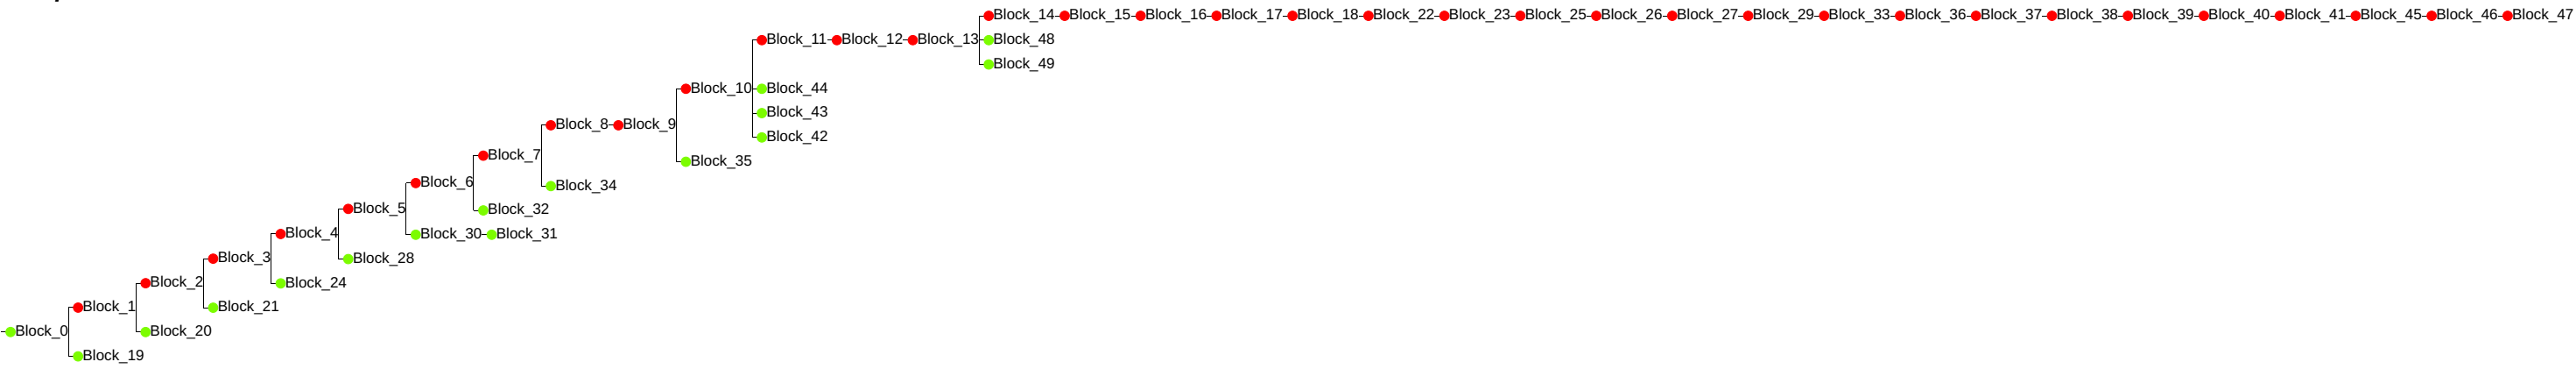 Block_14 Block_15 Block_16 Block_17 Block_18 Block_22 Block_23 Block_25 Block_26 Block_27 Block_29 Block_33 Block_36 Block_37 Block_38 Block_39 Block_40 Block_41 Block_45 Block_46 Block_47
Block_11 Block_12 Block_13 Block_48
Block_49
Block_10 Block_44
Block_43
Block_8 Block_9
Block_42
Block_7
Block_35
Block_6
Block_34
Block_5
Block_32
Block_4
Block_30 Block_31
Block_3
Block_28
Block_2
Block_24
Block_1
Block_21
Block_0
Block_20
Block_19